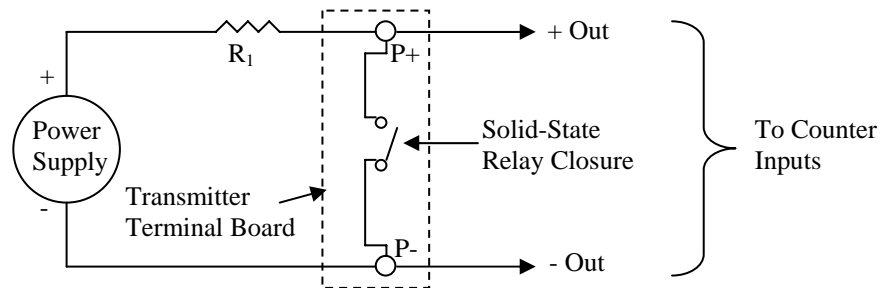 + Out
R1
P+
+
Power
Supply
-
Solid-State
Relay Closure
To Counter
Inputs
Transmitter
Terminal Board
P-
- Out